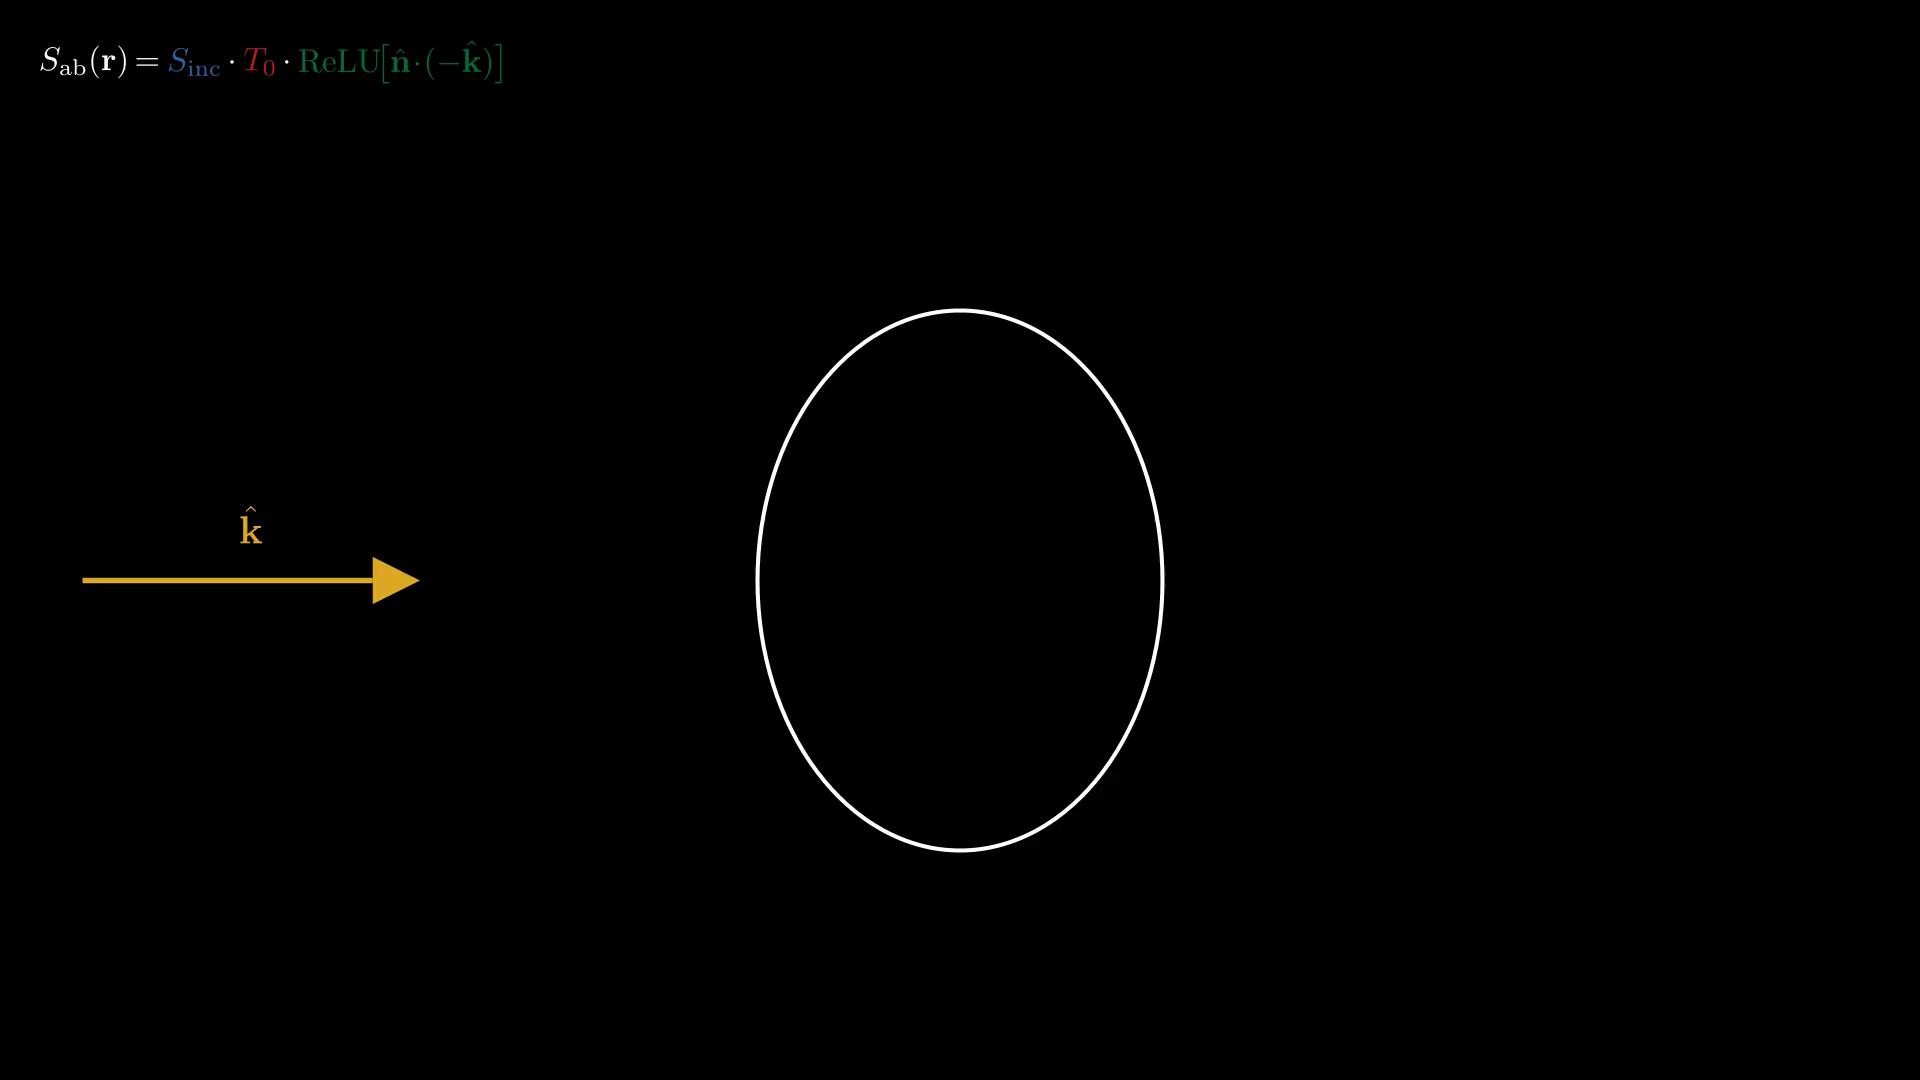 S_ab(r) = S_inc · T_0 · ReLU[n̂·(−k̂)]
k̂